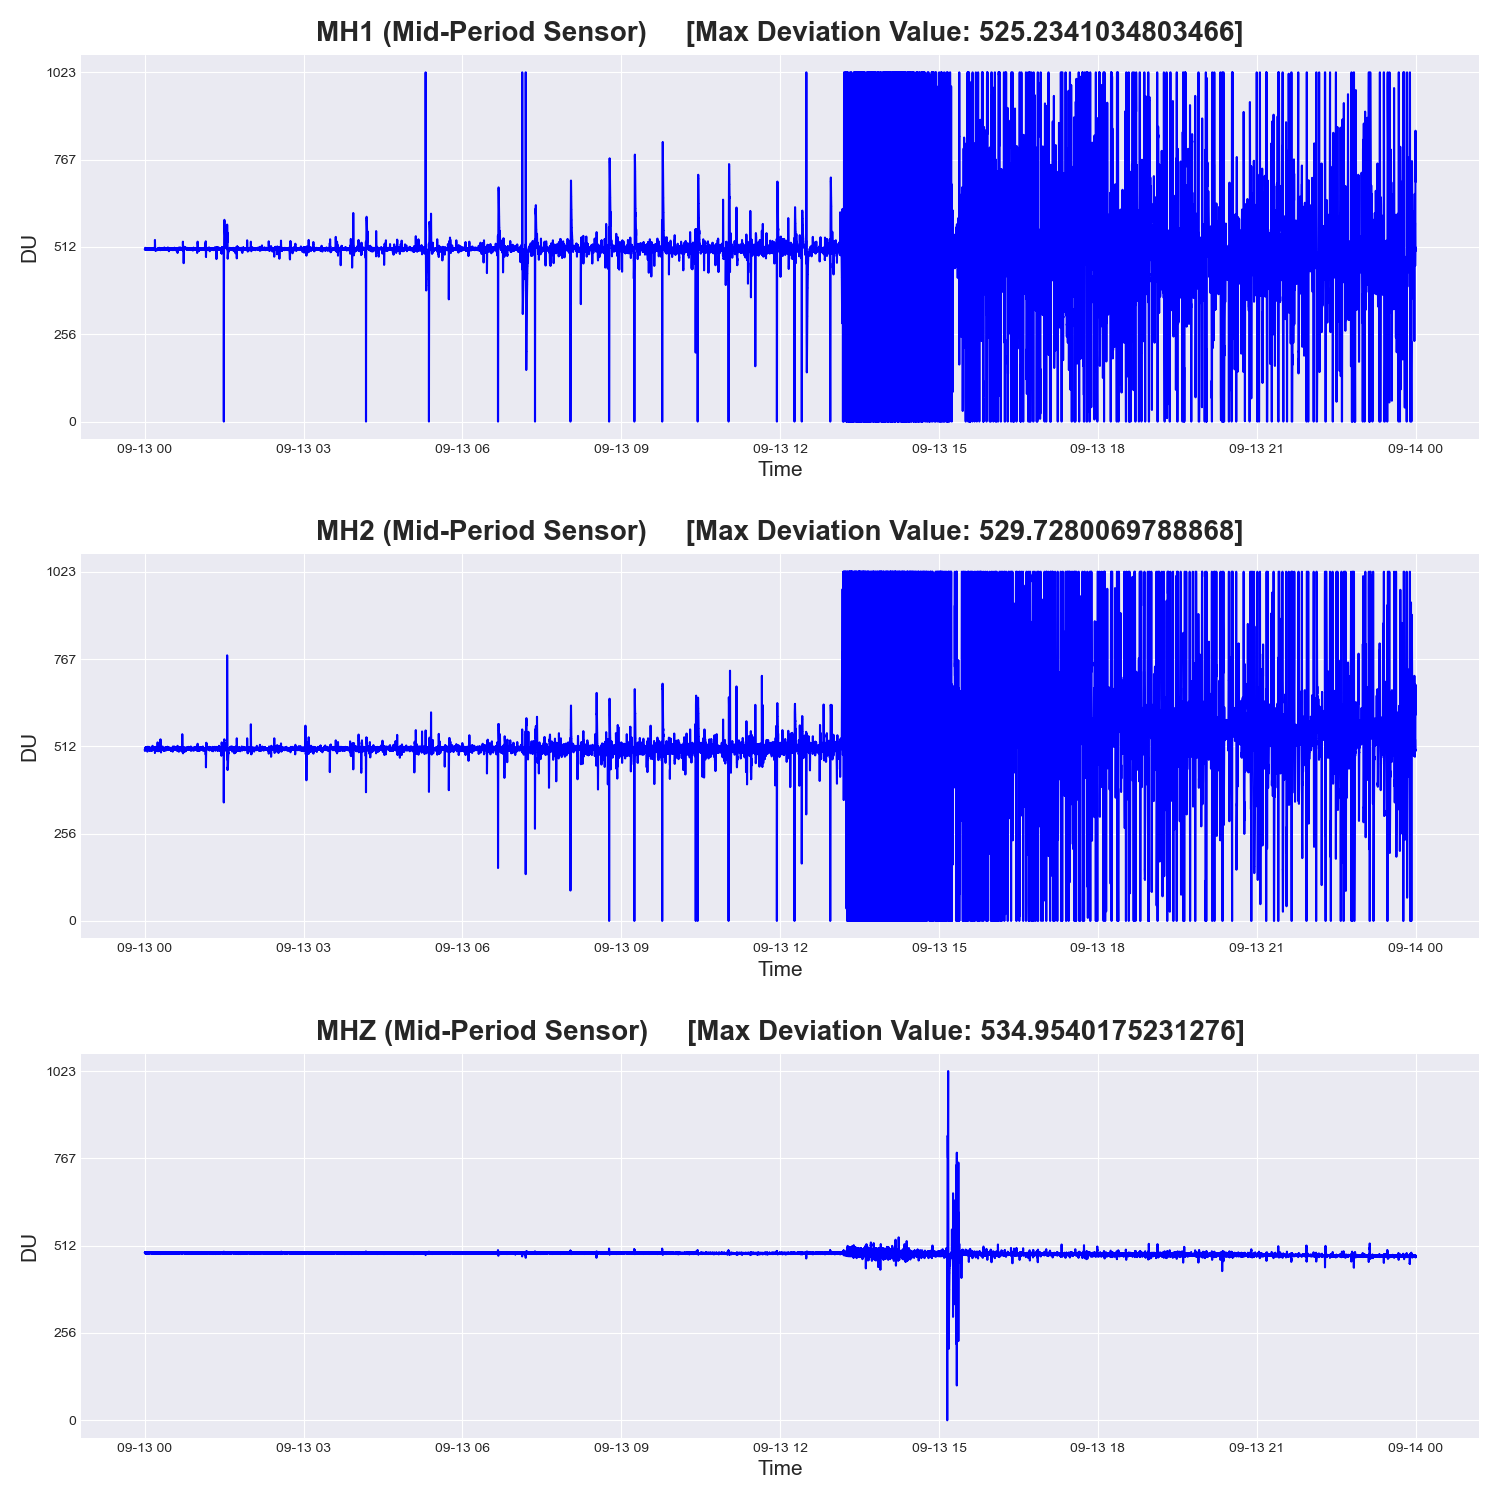 MH1 (Mid-Period Sensor) [Max Deviation Value: 525.2341034803466]
1023
767
512
256
0
DU
09-13 00 09-13 03 09-13 06 09-13 09 09-13 12 09-13 15 09-13 18 09-13 21 09-14 00
Time
MH2 (Mid-Period Sensor) [Max Deviation Value: 529.7280069788868]
1023
767
512
256
0
DU
09-13 00 09-13 03 09-13 06 09-13 09 09-13 12 09-13 15 09-13 18 09-13 21 09-14 00
Time
MHZ (Mid-Period Sensor) [Max Deviation Value: 534.9540175231276]
1023
767
512
256
0
DU
09-13 00 09-13 03 09-13 06 09-13 09 09-13 12 09-13 15 09-13 18 09-13 21 09-14 00
Time